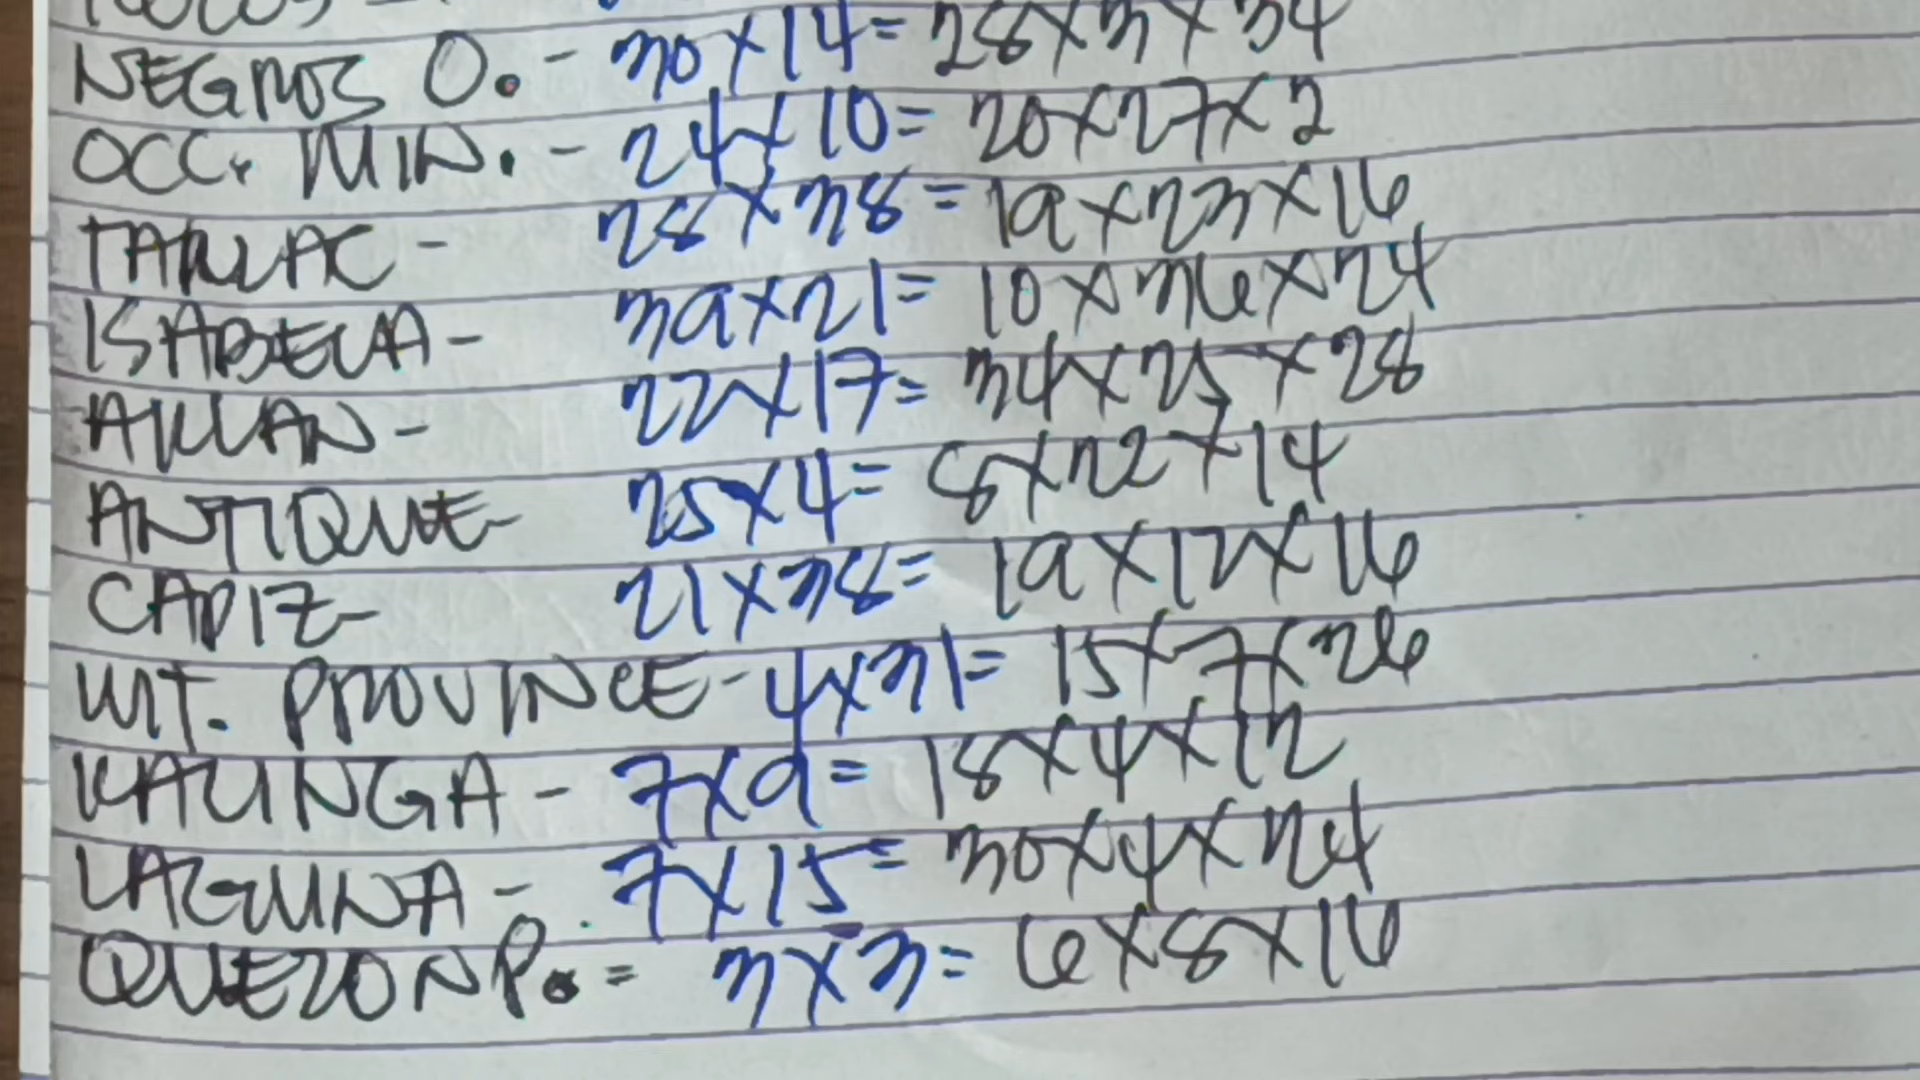 NEGROS O. - 30 x 14 = 28 x 3 x 34
OCC. MIN. - 24 x 10 = 20 x 27 x 2
TARLAC - 28 x 38 = 19 x 23 x 16
ISABELA - 39 x 21 = 10 x 36 x 24
AKLAN - 22 x 17 = 34 x 25 x 28
ANTIQUE - 25 x 4 = 8 x 22 x 14
CAPIZ - 21 x 38 = 19 x 12 x 16
MT. PROVINCE - 4 x 31 = 15 x 7 x 26
KALINGA - 7 x 9 = 18 x 4 x 12
LAGUNA - 7 x 15 = 30 x 4 x 24
QUEZON P. = 3 x 3 = 6 x 8 x 16